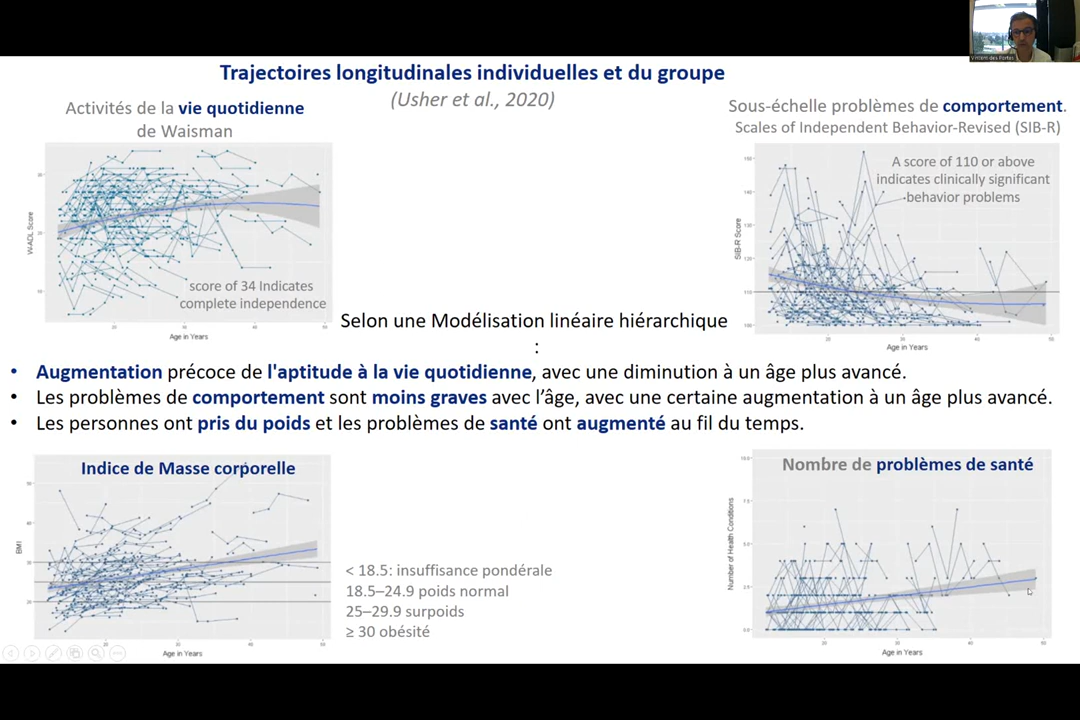 Vincent des Portes
Trajectoires longitudinales individuelles et du groupe
(Usher et al., 2020)
Activités de la vie quotidienne
de Waisman
W-ADL Score
score of 34 Indicates
complete independence
Age in Years
Sous-échelle problèmes de comportement.
Scales of Independent Behavior-Revised (SIB-R)
SIB-R Score
A score of 110 or above
indicates clinically significant
behavior problems
Age in Years
Selon une Modélisation linéaire hiérarchique
:
• Augmentation précoce de l'aptitude à la vie quotidienne, avec une diminution à un âge plus avancé.
• Les problèmes de comportement sont moins graves avec l'âge, avec une certaine augmentation à un âge plus avancé.
• Les personnes ont pris du poids et les problèmes de santé ont augmenté au fil du temps.
Indice de Masse corporelle
BMI
Age in Years
< 18.5: insuffisance pondérale
18.5–24.9 poids normal
25–29.9 surpoids
≥ 30 obésité
Nombre de problèmes de santé
Number of Health Conditions
Age in Years